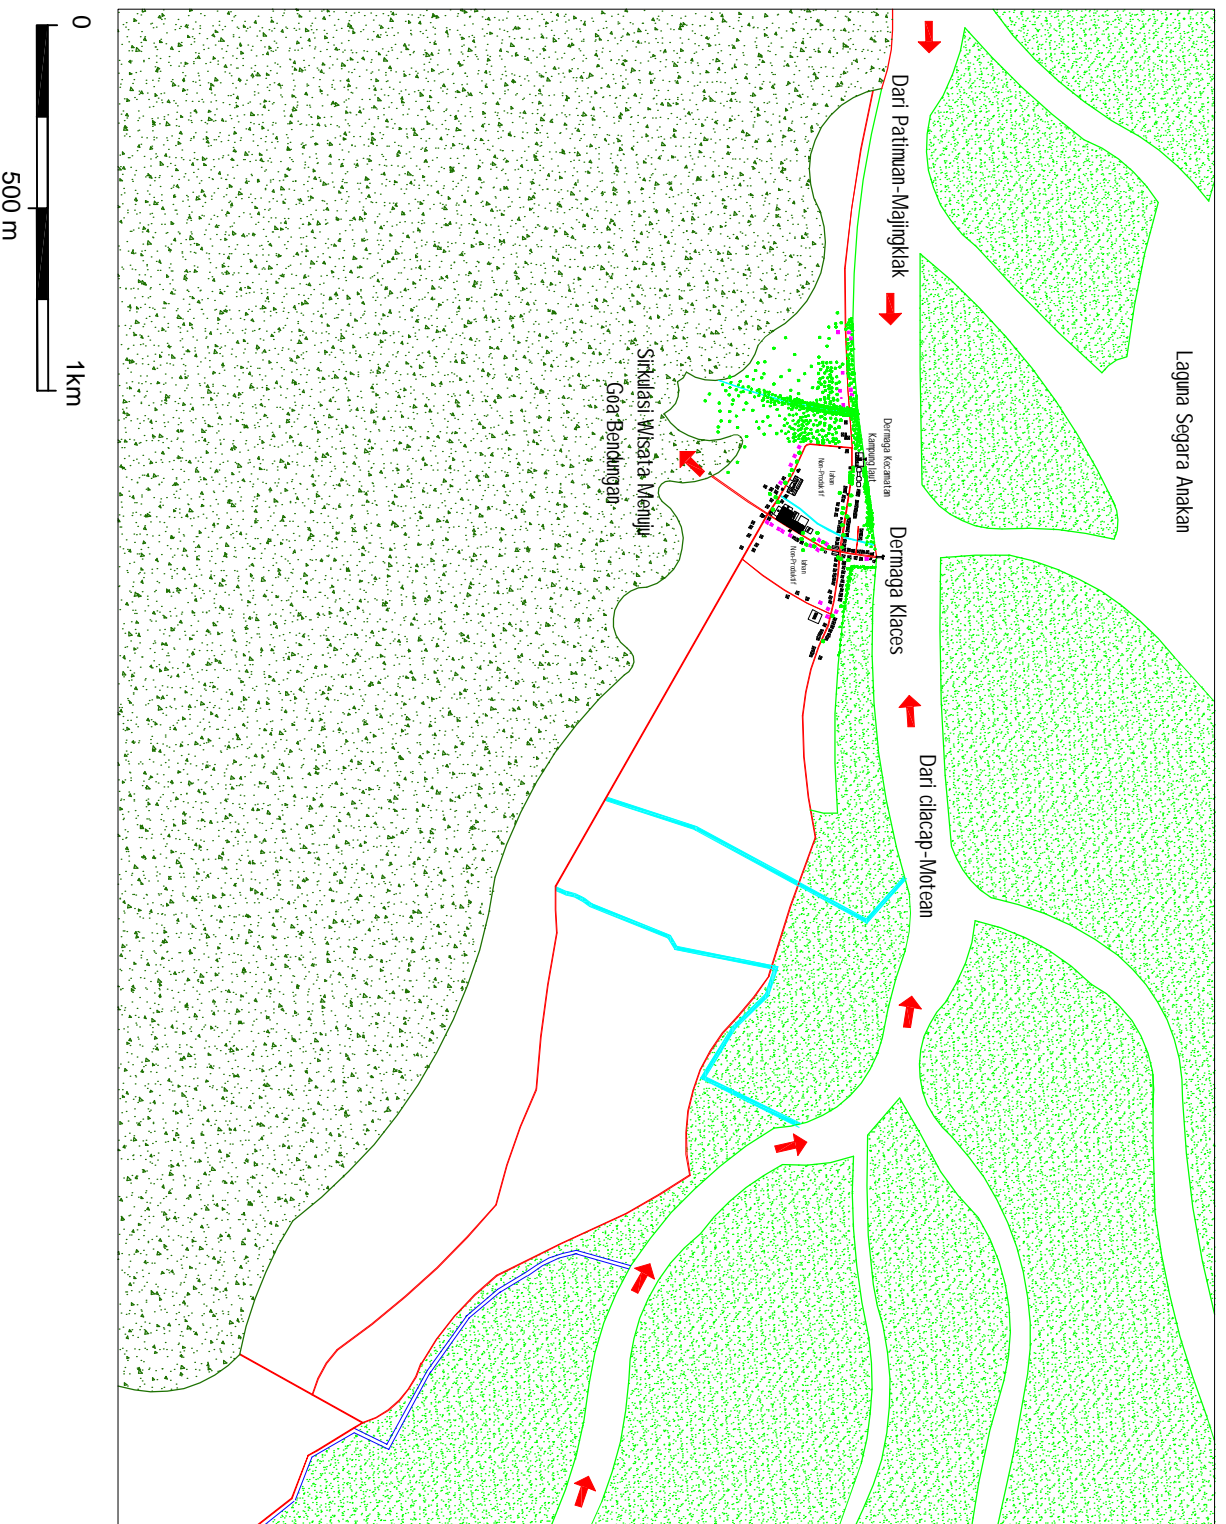 Laguna Segara Anakan
Dari Patimuan-Majingklak
Dermaga Kecamatan
Kampung laut
Dermaga Klaces
Dari cilacap-Motean
lahan
Non-Produktif
lahan
Non-Produktif
Sirkulasi Wisata Menuju
Goa Bendungan
0
1km
500 m